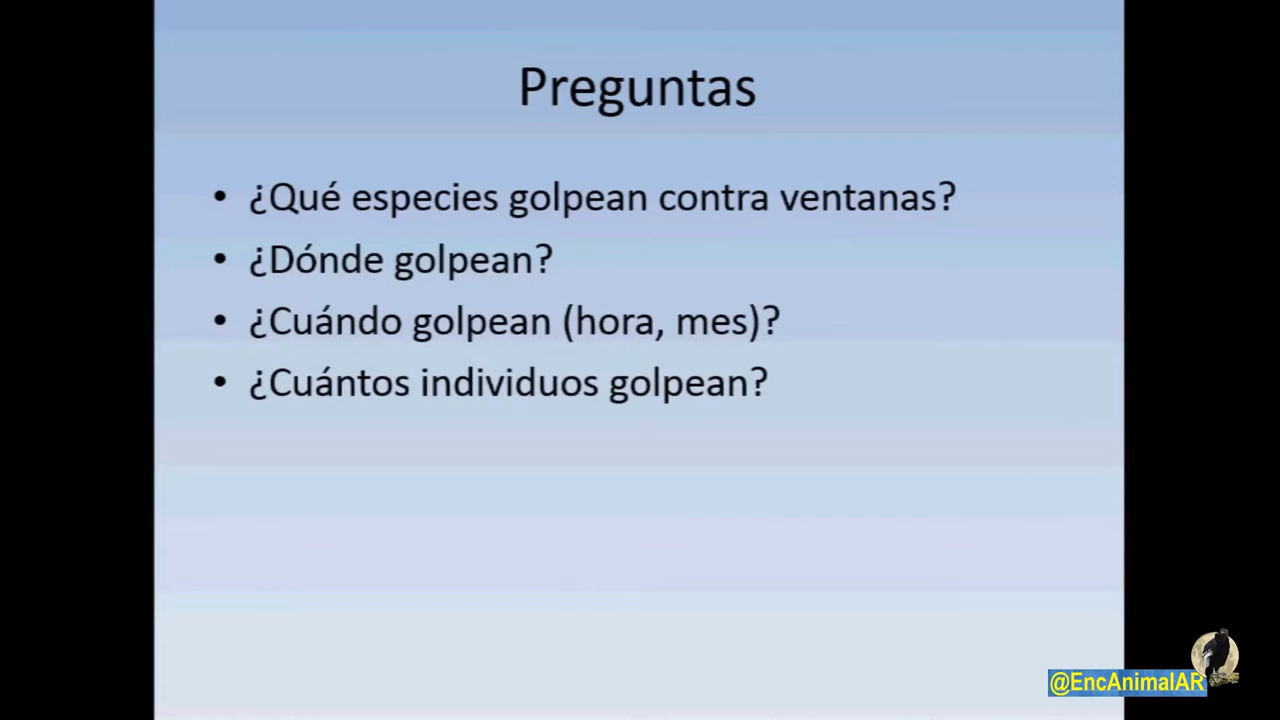 Preguntas
• ¿Qué especies golpean contra ventanas?
• ¿Dónde golpean?
• ¿Cuándo golpean (hora, mes)?
• ¿Cuántos individuos golpean?
@EncAnimalAR